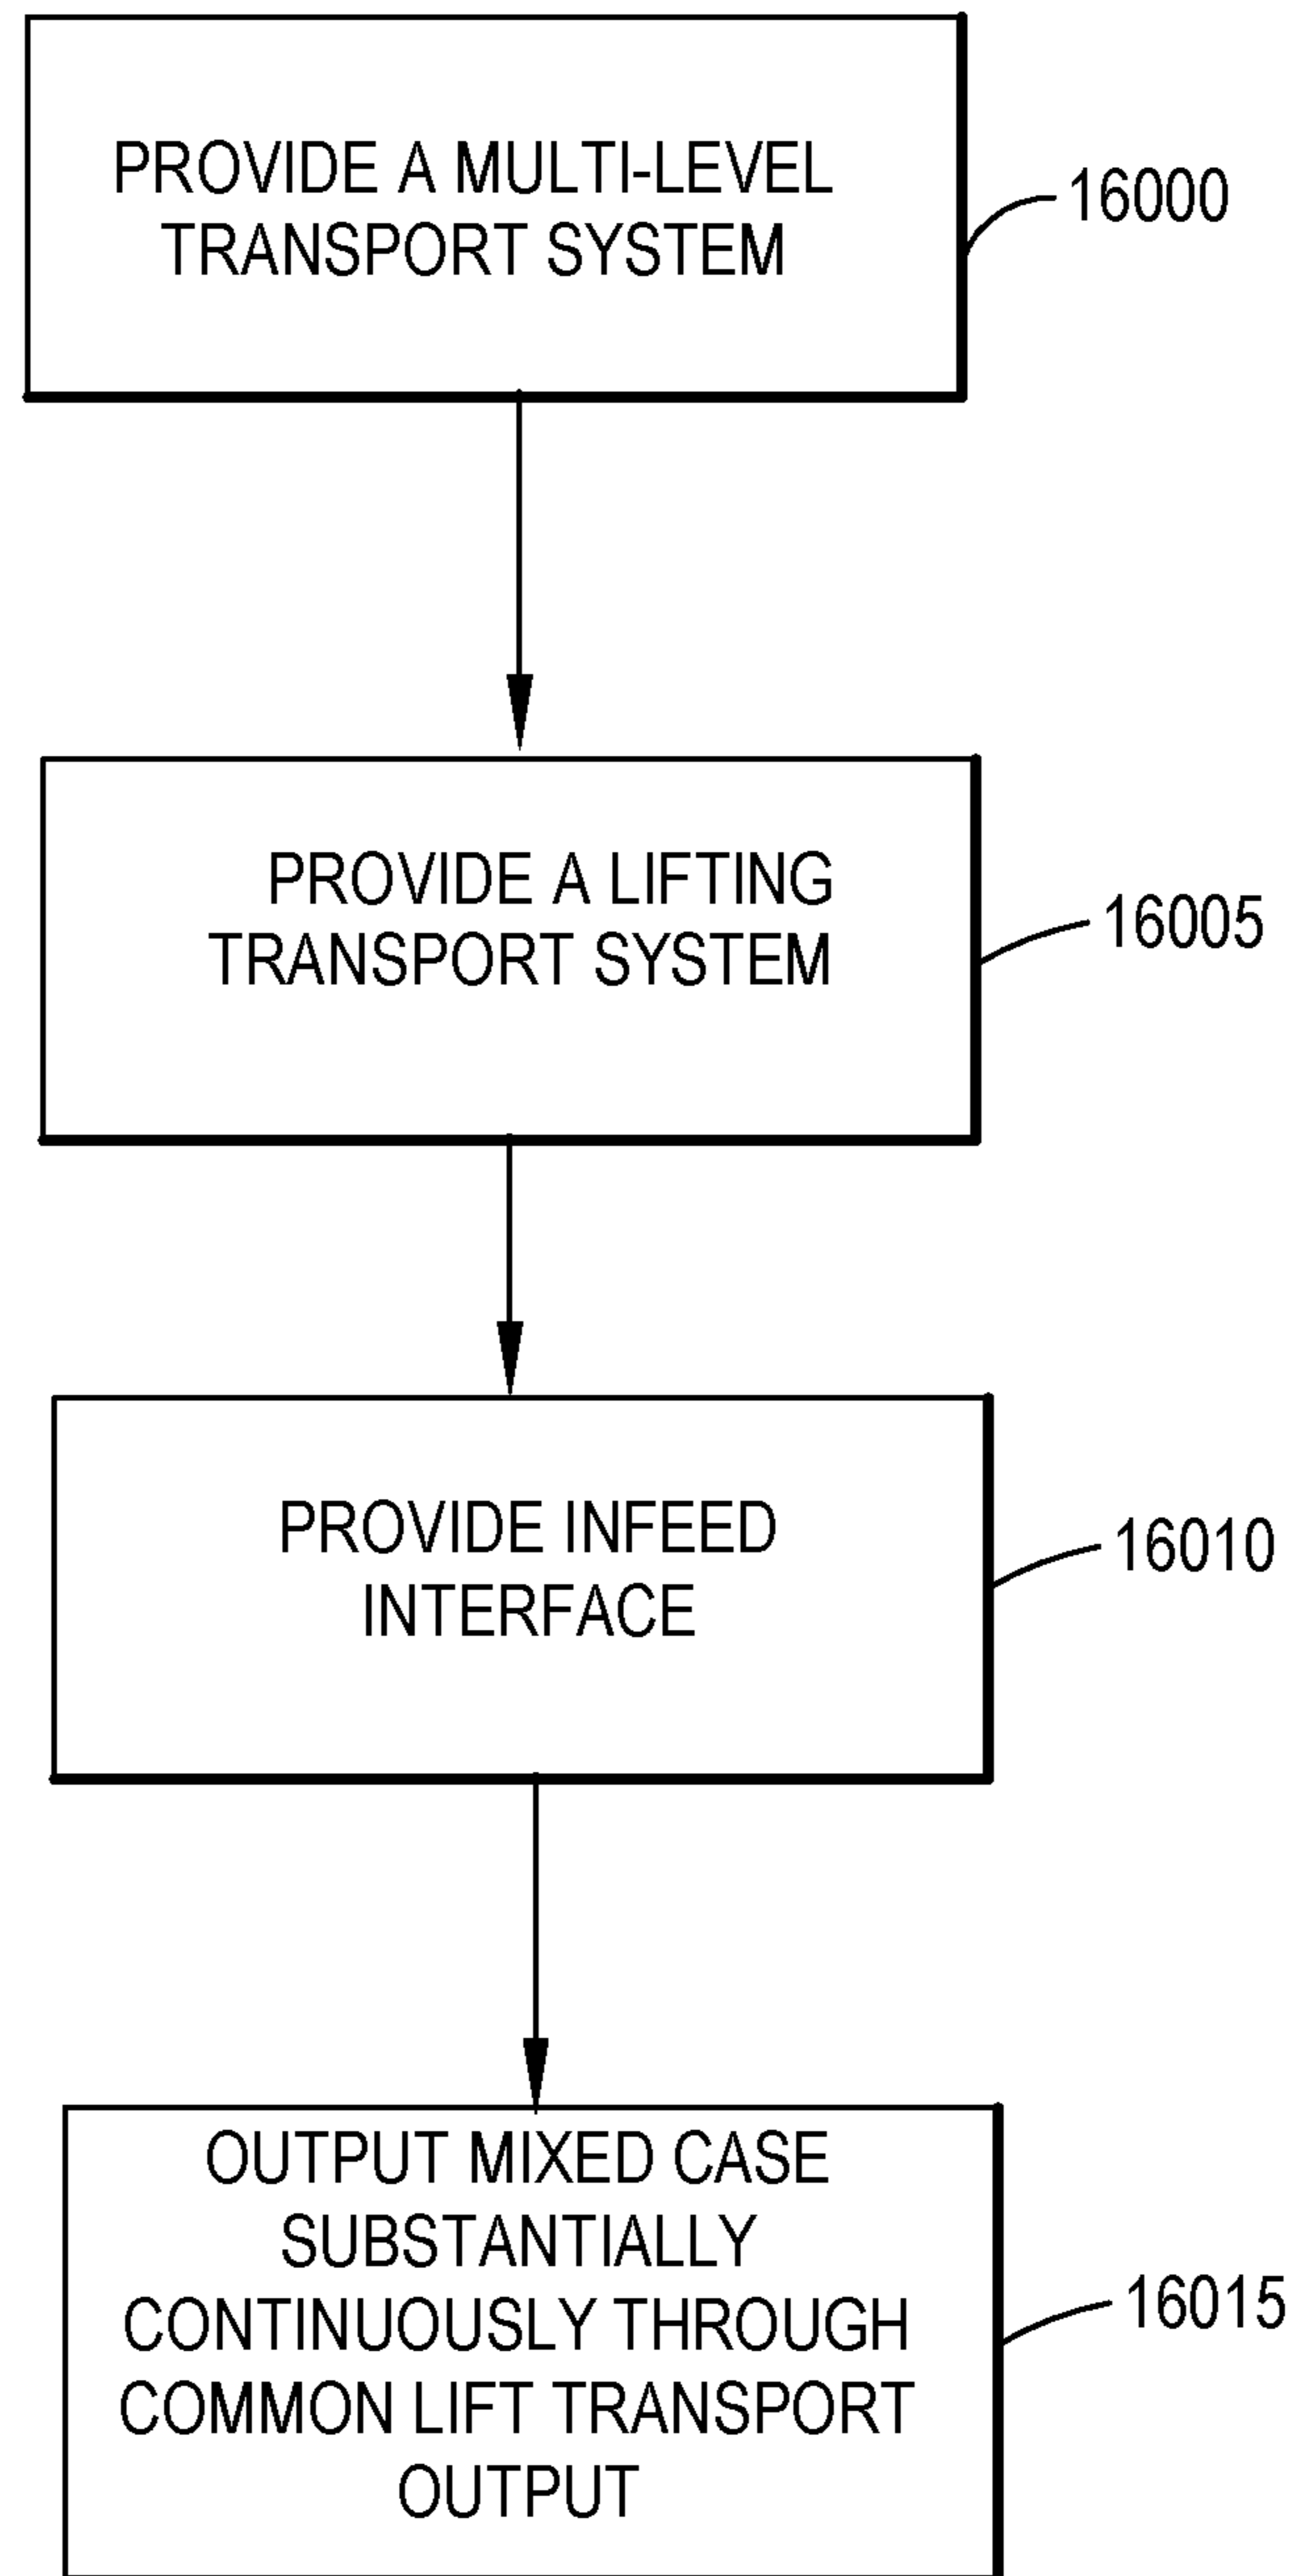 PROVIDE A MULTI-LEVEL
TRANSPORT SYSTEM
16000
PROVIDE A LIFTING
TRANSPORT SYSTEM
16005
PROVIDE INFEED
INTERFACE
16010
OUTPUT MIXED CASE
SUBSTANTIALLY
CONTINUOUSLY THROUGH
COMMON LIFT TRANSPORT
OUTPUT
16015